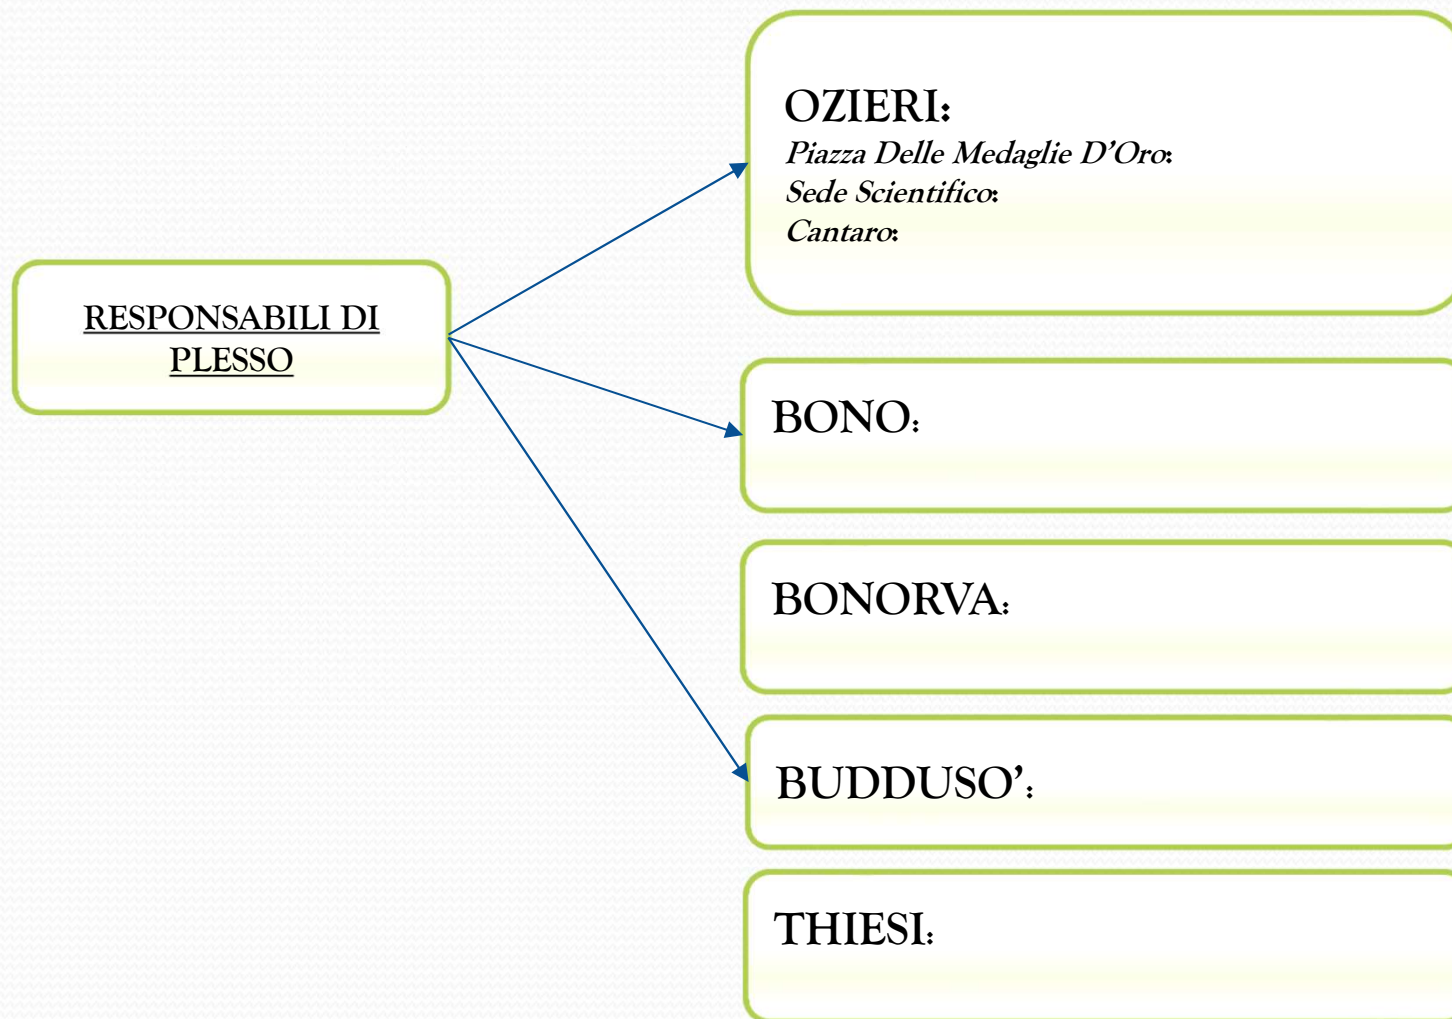 RESPONSABILI DI
PLESSO
OZIERI:
Piazza Delle Medaglie D’Oro:
Sede Scientifico:
Cantaro:
BONO:
BONORVA:
BUDDUSO’:
THIESI: